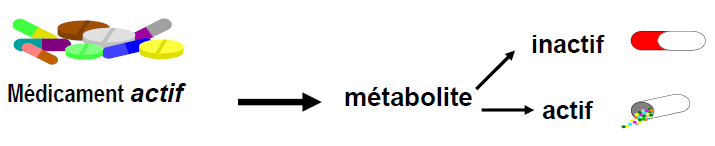 inactif
Médicament actif
métabolite
actif